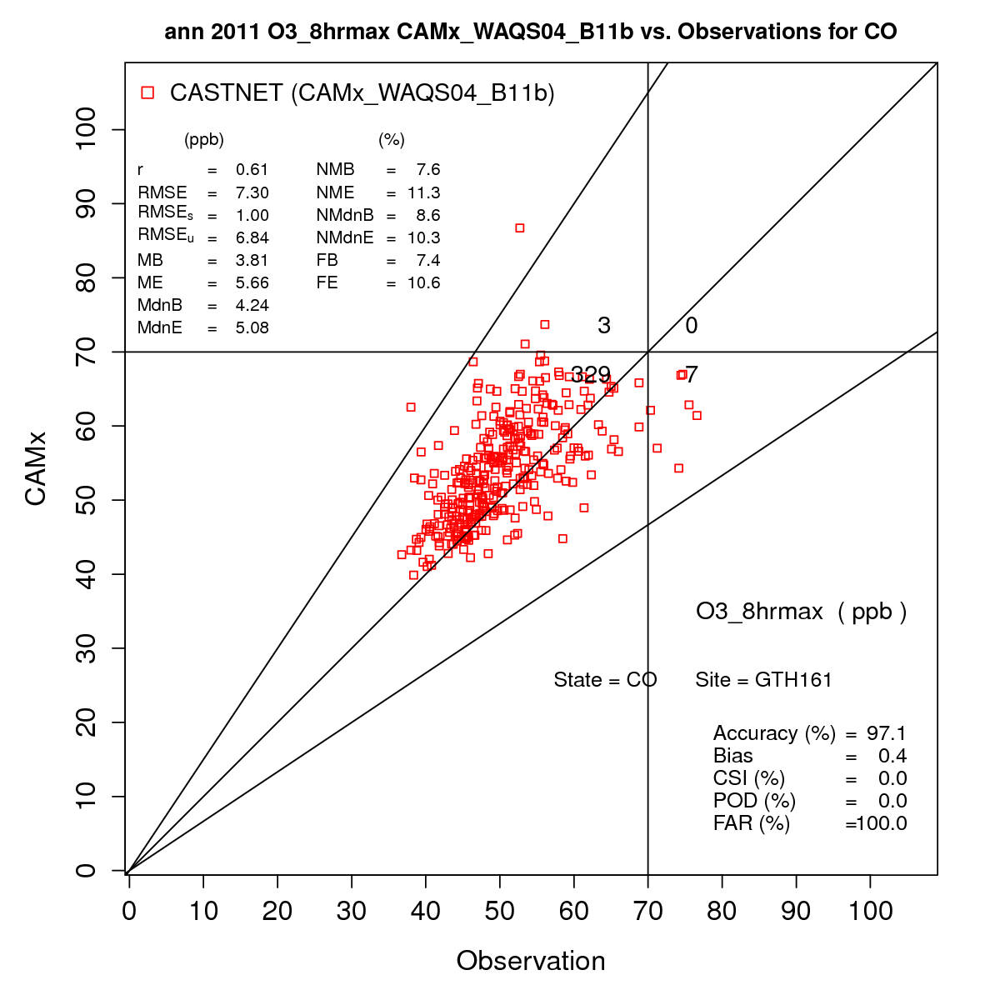 ann 2011 O3_8hrmax CAMx_WAQS04_B11b vs. Observations for CO
CASTNET (CAMx_WAQS04_B11b)
(ppb) (%)
r = 0.61 NMB = 7.6
RMSE = 7.30 NME = 11.3
RMSEs = 1.00 NMdnB = 8.6
RMSEu = 6.84 NMdnE = 10.3
MB = 3.81 FB = 7.4
ME = 5.66 FE = 10.6
MdnB = 4.24
MdnE = 5.08
3 0
329 7
O3_8hrmax ( ppb )
State = CO Site = GTH161
Accuracy (%) = 97.1
Bias = 0.4
CSI (%) = 0.0
POD (%) = 0.0
FAR (%) =100.0
100
90
80
70
60
50
40
30
20
10
0
CAMx
0 10 20 30 40 50 60 70 80 90 100
Observation